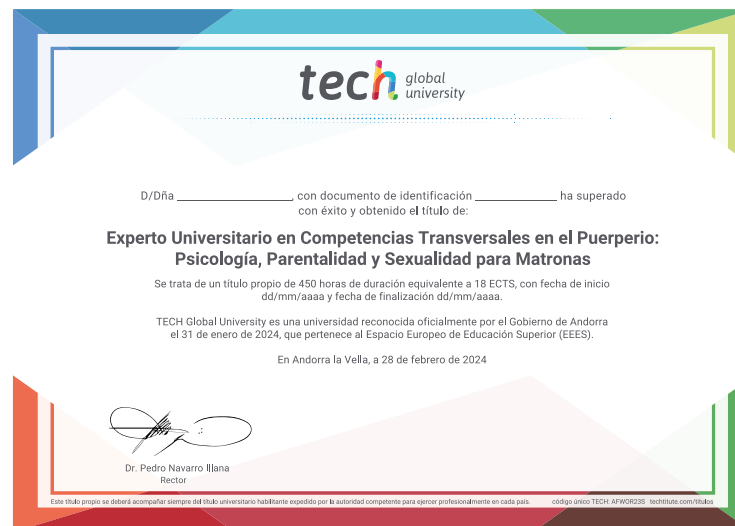 tech global university
D/Dña ______________, con documento de identificación ______________ ha superado
con éxito y obtenido el título de:
Experto Universitario en Competencias Transversales en el Puerperio:
Psicología, Parentalidad y Sexualidad para Matronas
Se trata de un título propio de 450 horas de duración equivalente a 18 ECTS, con fecha de inicio
dd/mm/aaaa y fecha de finalización dd/mm/aaaa.
TECH Global University es una universidad reconocida oficialmente por el Gobierno de Andorra
el 31 de enero de 2024, que pertenece al Espacio Europeo de Educación Superior (EEES).
En Andorra la Vella, a 28 de febrero de 2024
Dr. Pedro Navarro Illana
Rector
Este título propio se deberá acompañar siempre del título universitario habilitante expedido por la autoridad competente para ejercer profesionalmente en cada país. código único TECH: AFWOR23S techtitute.com/titulos